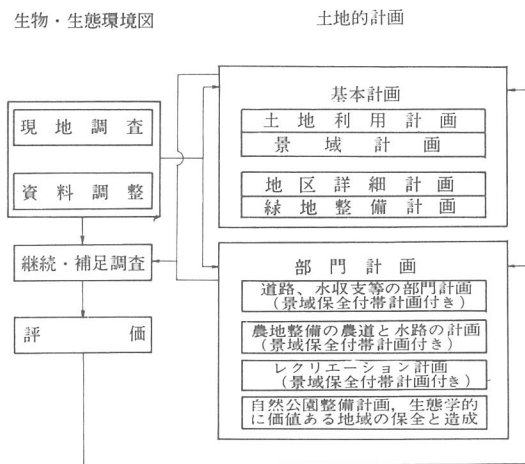 生物・生態環境図
土地的計画
現地調査
資料調整
継続・補足調査
評価
基本計画
土地利用計画
景域計画
地区詳細計画
緑地整備計画
部門計画
道路、水収支等の部門計画
(景域保全付帯計画付き)
農地整備の農道と水路の計画
(景域保全付帯計画付き)
レクリエーション計画
(景域保全付帯計画付き)
自然公園整備計画，生態学的
に価値ある地域の保全と造成